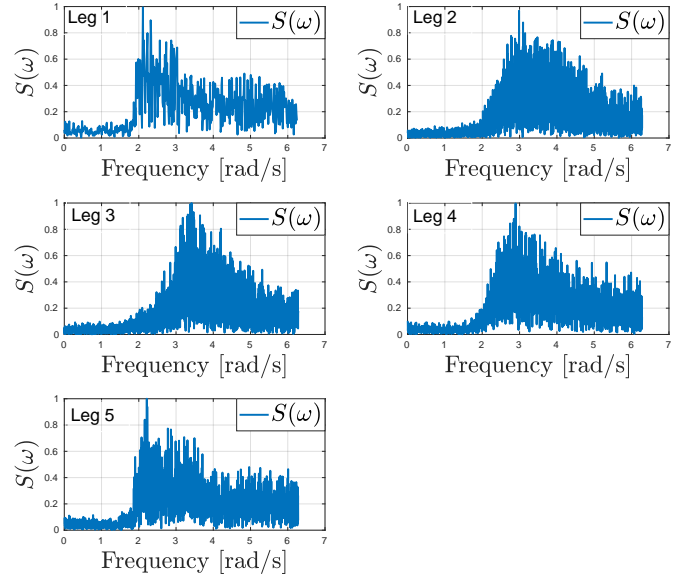 Leg 1
S(ω)
S(ω)
1
0.8
0.6
0.4
0.2
0
0 1 2 3 4 5 6 7
Frequency [rad/s]
Leg 2
S(ω)
S(ω)
1
0.8
0.6
0.4
0.2
0
0 1 2 3 4 5 6 7
Frequency [rad/s]
Leg 3
S(ω)
S(ω)
1
0.8
0.6
0.4
0.2
0
0 1 2 3 4 5 6 7
Frequency [rad/s]
Leg 4
S(ω)
S(ω)
1
0.8
0.6
0.4
0.2
0
0 1 2 3 4 5 6 7
Frequency [rad/s]
Leg 5
S(ω)
S(ω)
1
0.8
0.6
0.4
0.2
0
0 1 2 3 4 5 6 7
Frequency [rad/s]